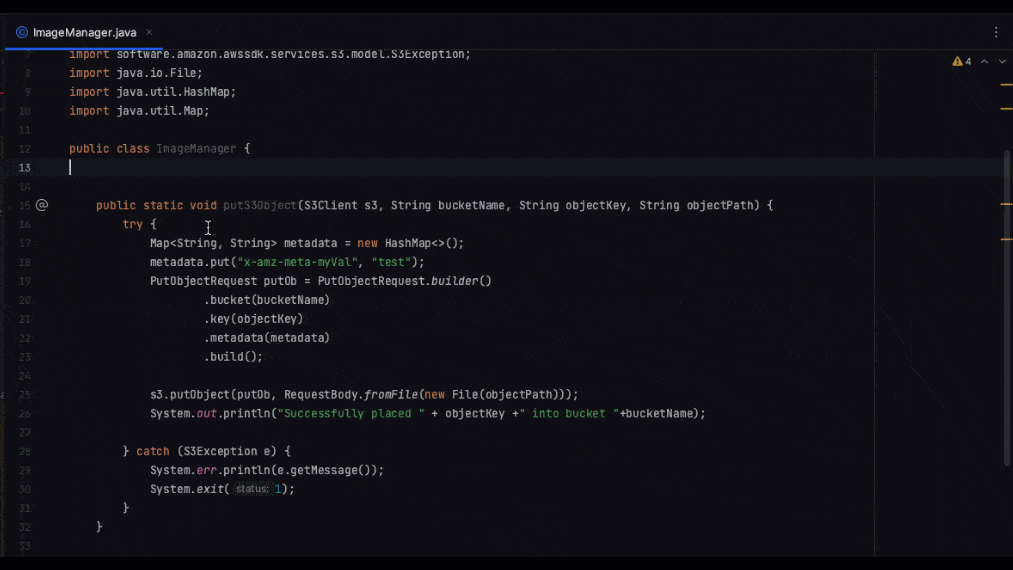 ImageManager.java
4
7 import software.amazon.awssdk.services.s3.model.S3Exception;
8 import java.io.File;
9 import java.util.HashMap;
10 import java.util.Map;
11
12 public class ImageManager {
13
14
15 @ public static void putS3Object(S3Client s3, String bucketName, String objectKey, String objectPath) {
16 try {
17 Map<String, String> metadata = new HashMap<>();
18 metadata.put("x-amz-meta-myVal", "test");
19 PutObjectRequest putOb = PutObjectRequest.builder()
20 .bucket(bucketName)
21 .key(objectKey)
22 .metadata(metadata)
23 .build();
24
25 s3.putObject(putOb, RequestBody.fromFile(new File(objectPath)));
26 System.out.println("Successfully placed " + objectKey +" into bucket "+bucketName);
27
28 } catch (S3Exception e) {
29 System.err.println(e.getMessage());
30 System.exit( status: 1);
31 }
32 }
33